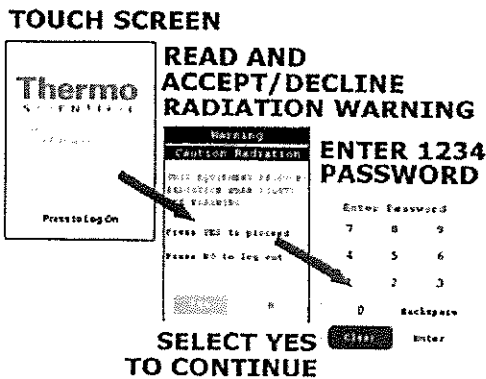 TOUCH SCREEN
READ AND
ACCEPT/DECLINE
RADIATION WARNING
ENTER 1234
PASSWORD
Thermo
SCIENTIFIC
Press to Log On
Warning
Caution Radiation
Press YES to proceed
Press NO to log out
Enter Password
7 8 9
4 5 6
2 3
0 Backspace
Clear Enter
SELECT YES
TO CONTINUE